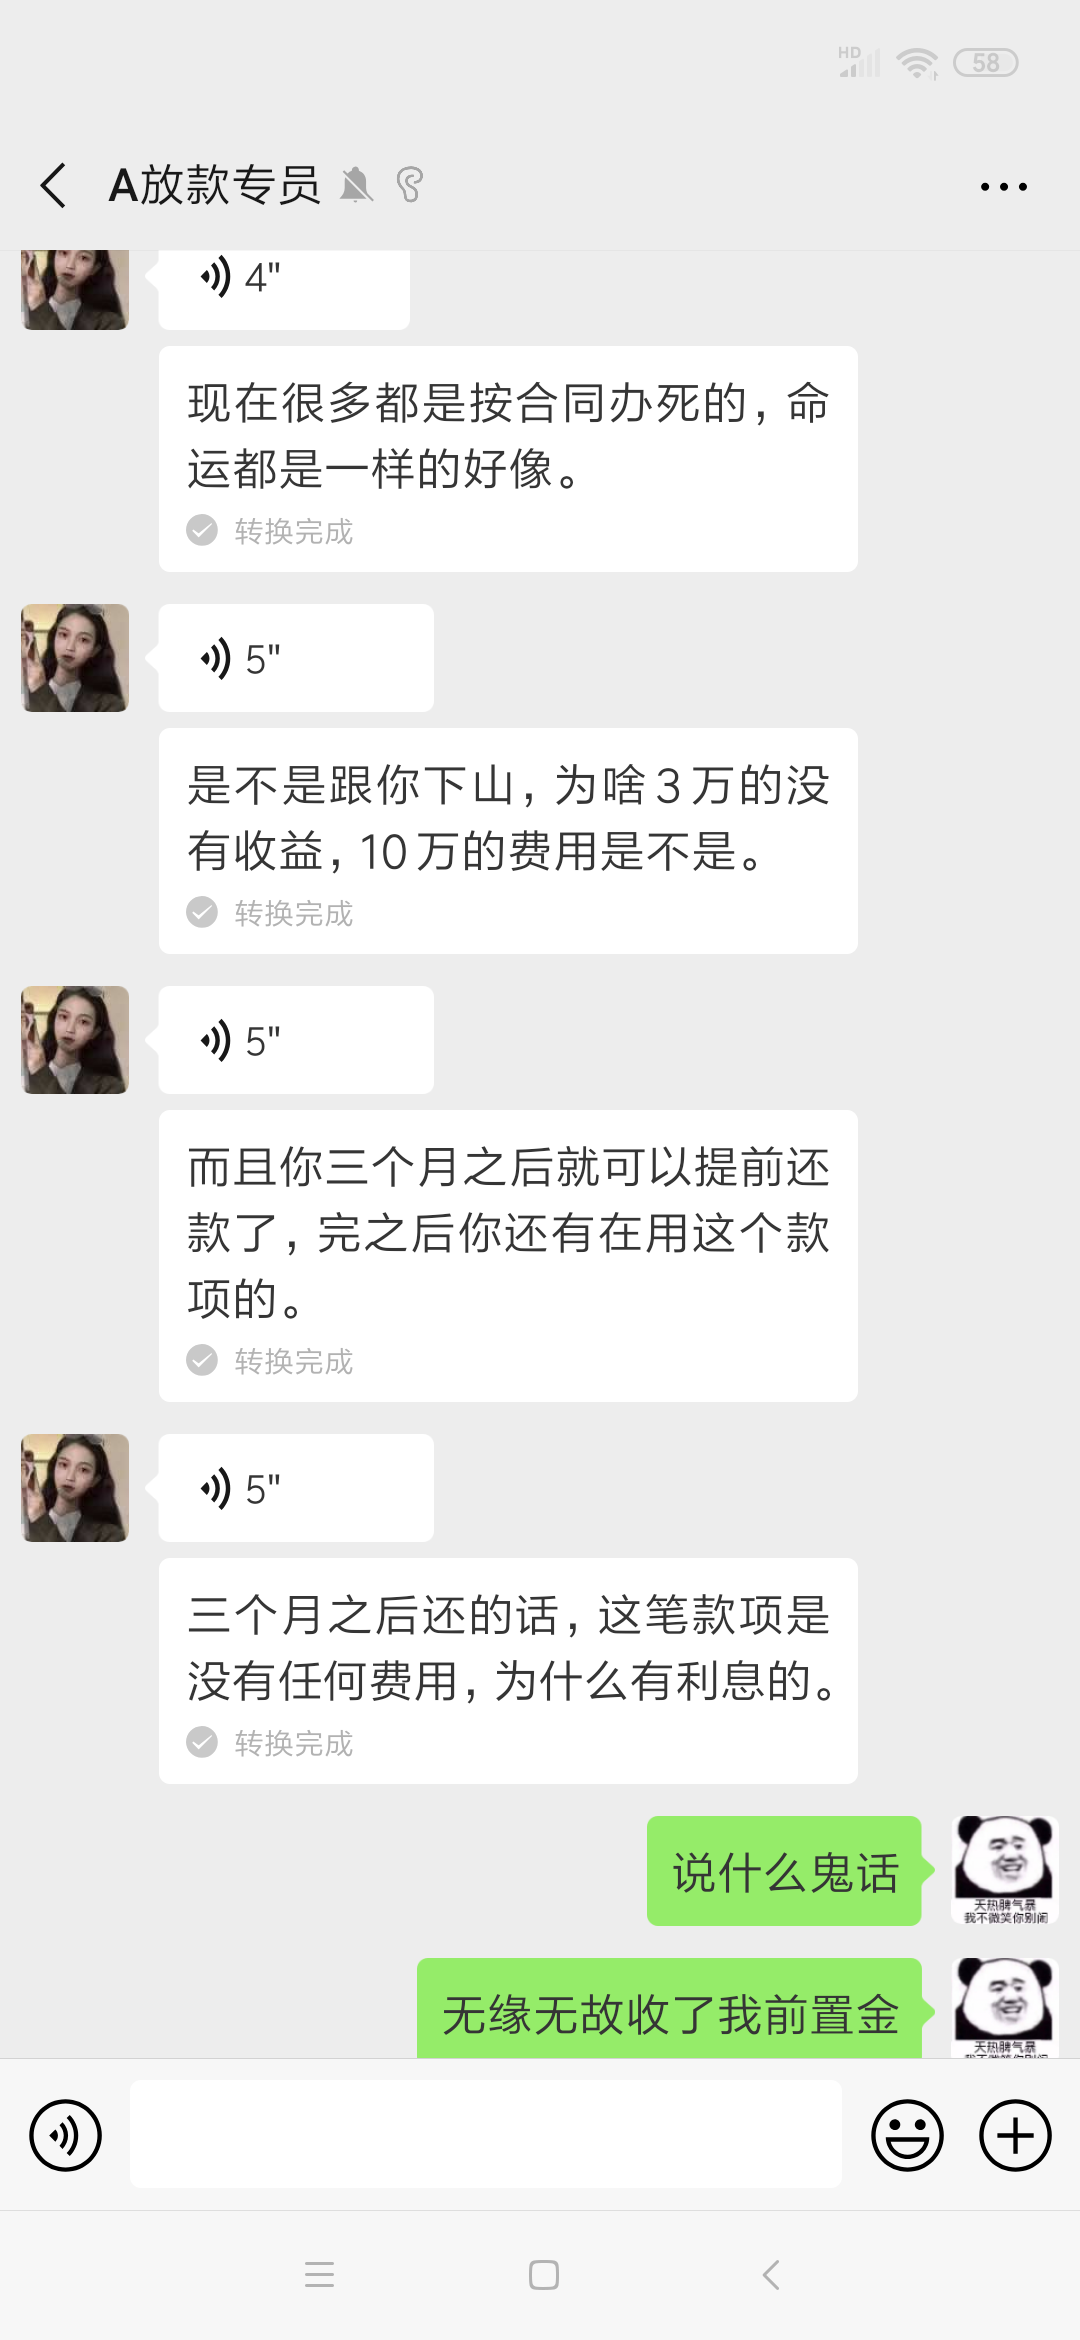 HD
58
A放款专员
4"
现在很多都是按合同办死的，命
运都是一样的好像。
转换完成
5"
是不是跟你下山，为啥3万的没
有收益，10万的费用是不是。
转换完成
5"
而且你三个月之后就可以提前还
款了，完之后你还有在用这个款
项的。
转换完成
5"
三个月之后还的话，这笔款项是
没有任何费用，为什么有利息的。
转换完成
说什么鬼话
天热脾气暴
我不微笑你别闹
无缘无故收了我前置金
天热脾气暴
我不微笑你别闹